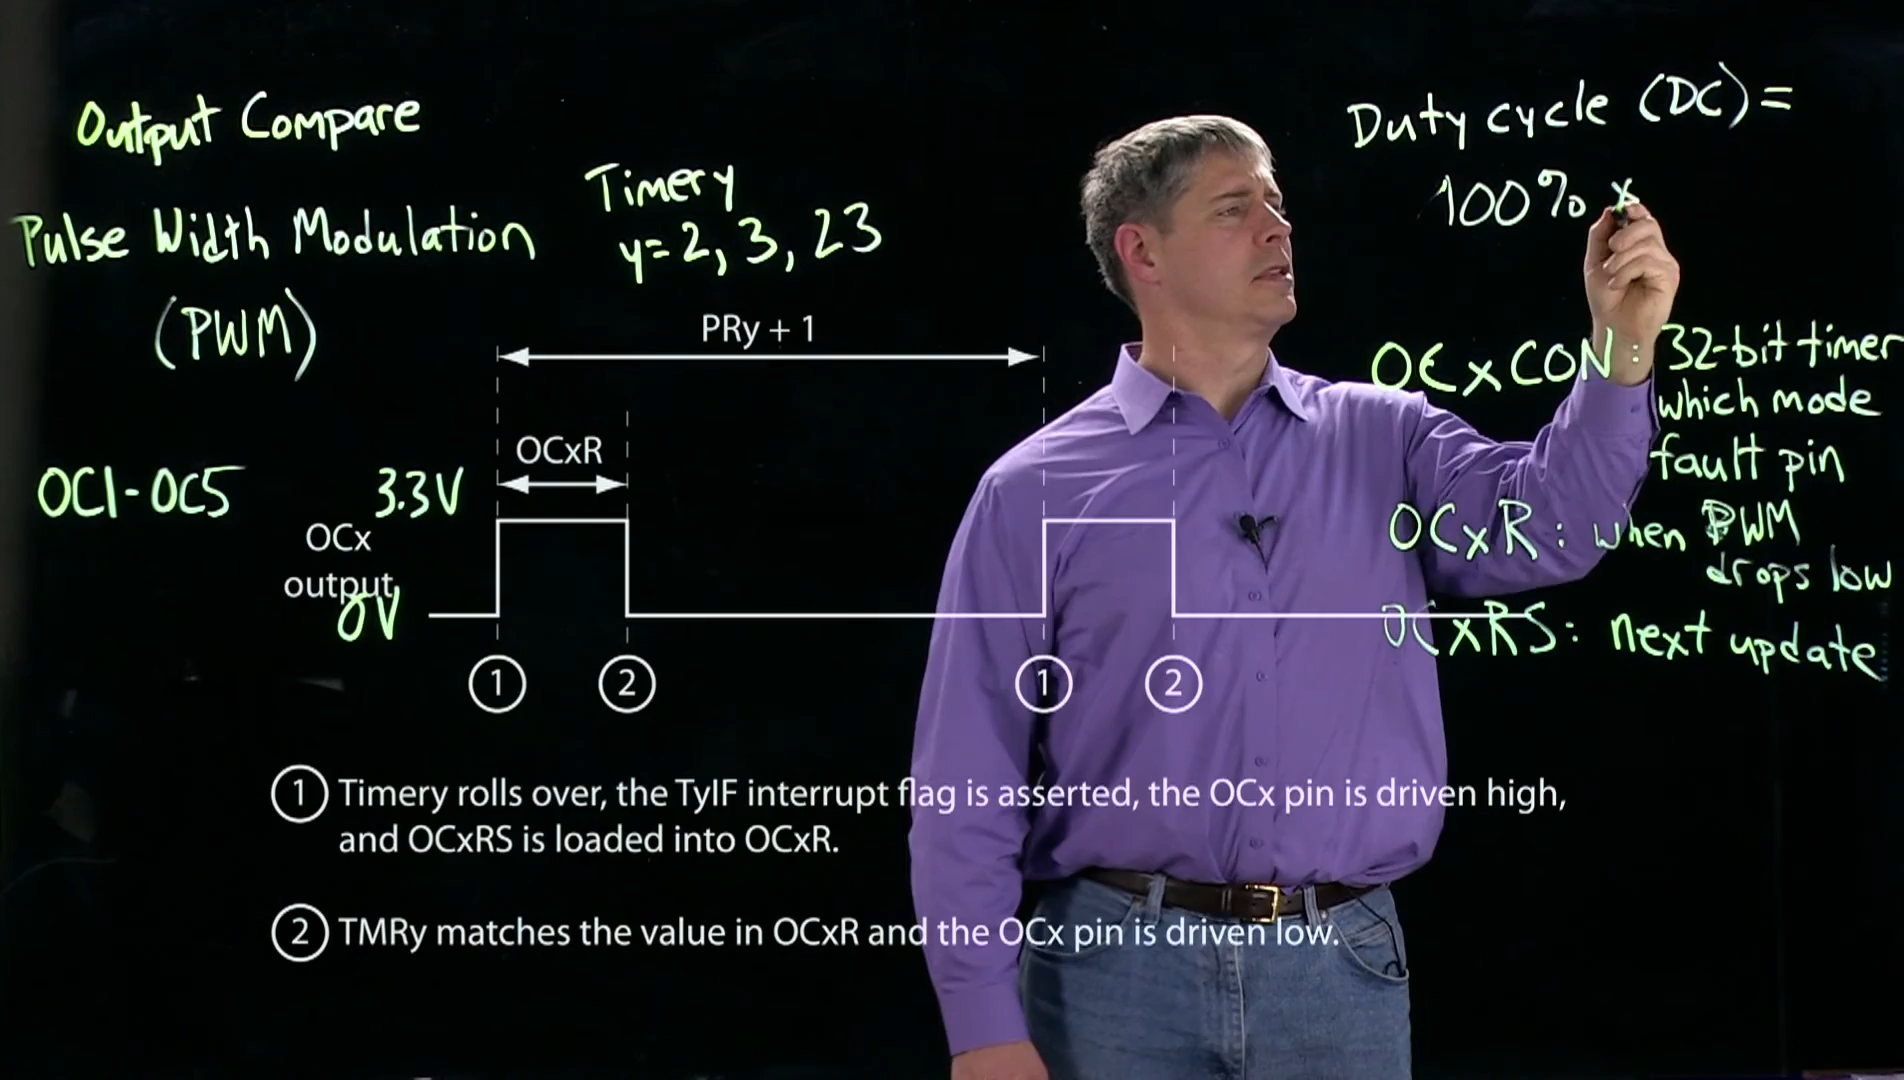 Output Compare
Pulse Width Modulation
(PWM)
Timery
y=2, 3, 23
Duty cycle (DC) =
100% x
PRy + 1
OCxR
OC1-OC5
3.3V
OCx
output
0V
1
2
1
2
OCxCON: 32-bit timer
which mode
fault pin
OCxR: when PWM
drops low
OCxRS: next update
1 Timery rolls over, the TyIF interrupt flag is asserted, the OCx pin is driven high,
and OCxRS is loaded into OCxR.
2 TMRy matches the value in OCxR and the OCx pin is driven low.